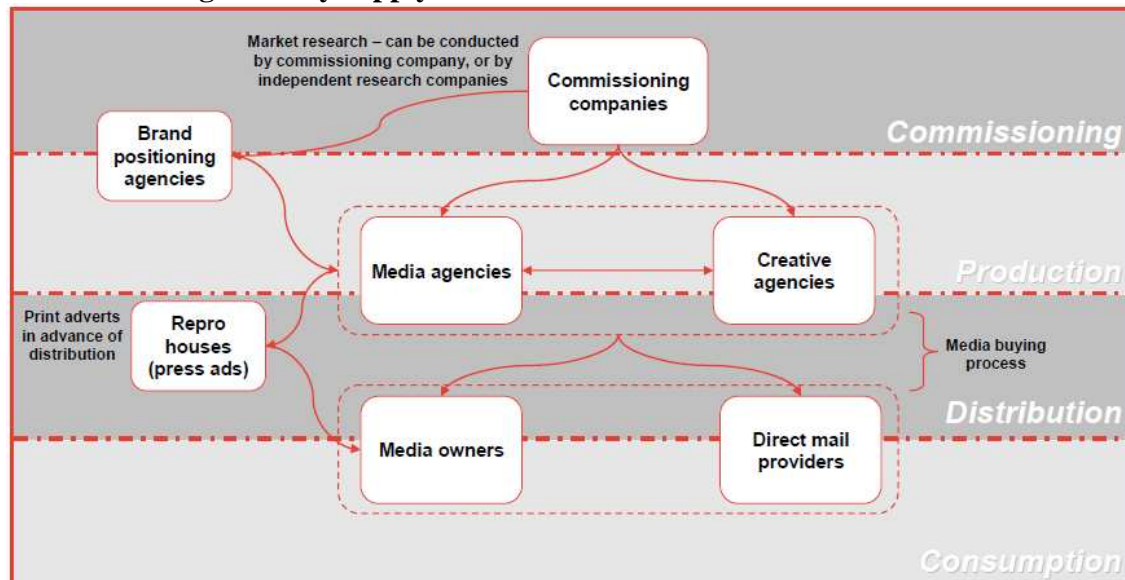 Market research – can be conducted
by commissioning company, or by
independent research companies
Commissioning
companies
Brand
positioning
agencies
Commissioning
Media agencies
Creative
agencies
Production
Print adverts
in advance of
distribution
Repro
houses
(press ads)
Media buying
process
Distribution
Media owners
Direct mail
providers
Consumption